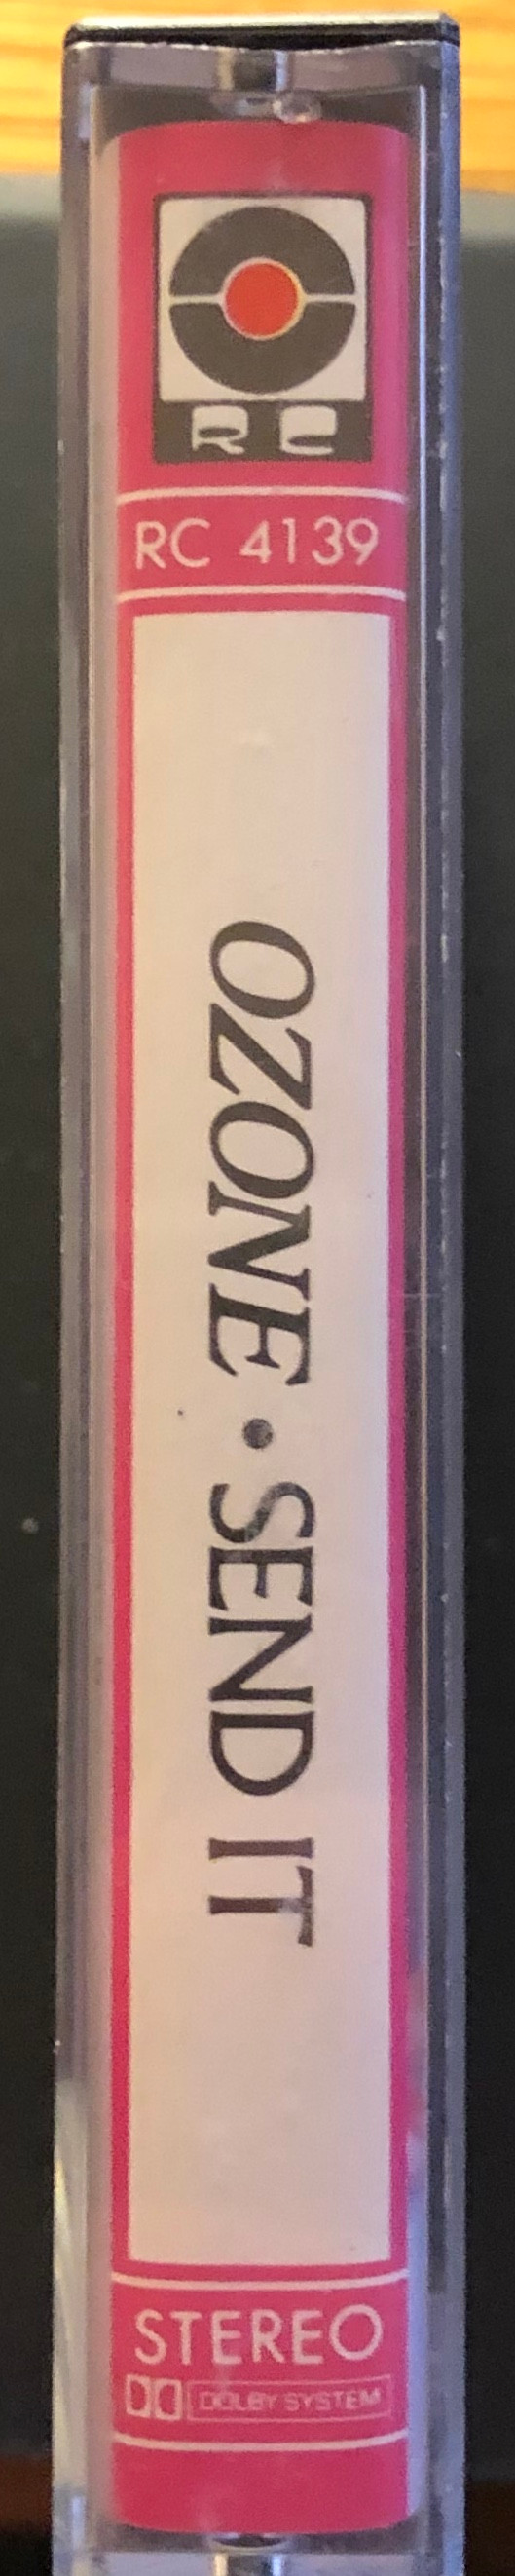 RC
RC 4139
OZONE • SEND IT
STEREO
DOLBY SYSTEM